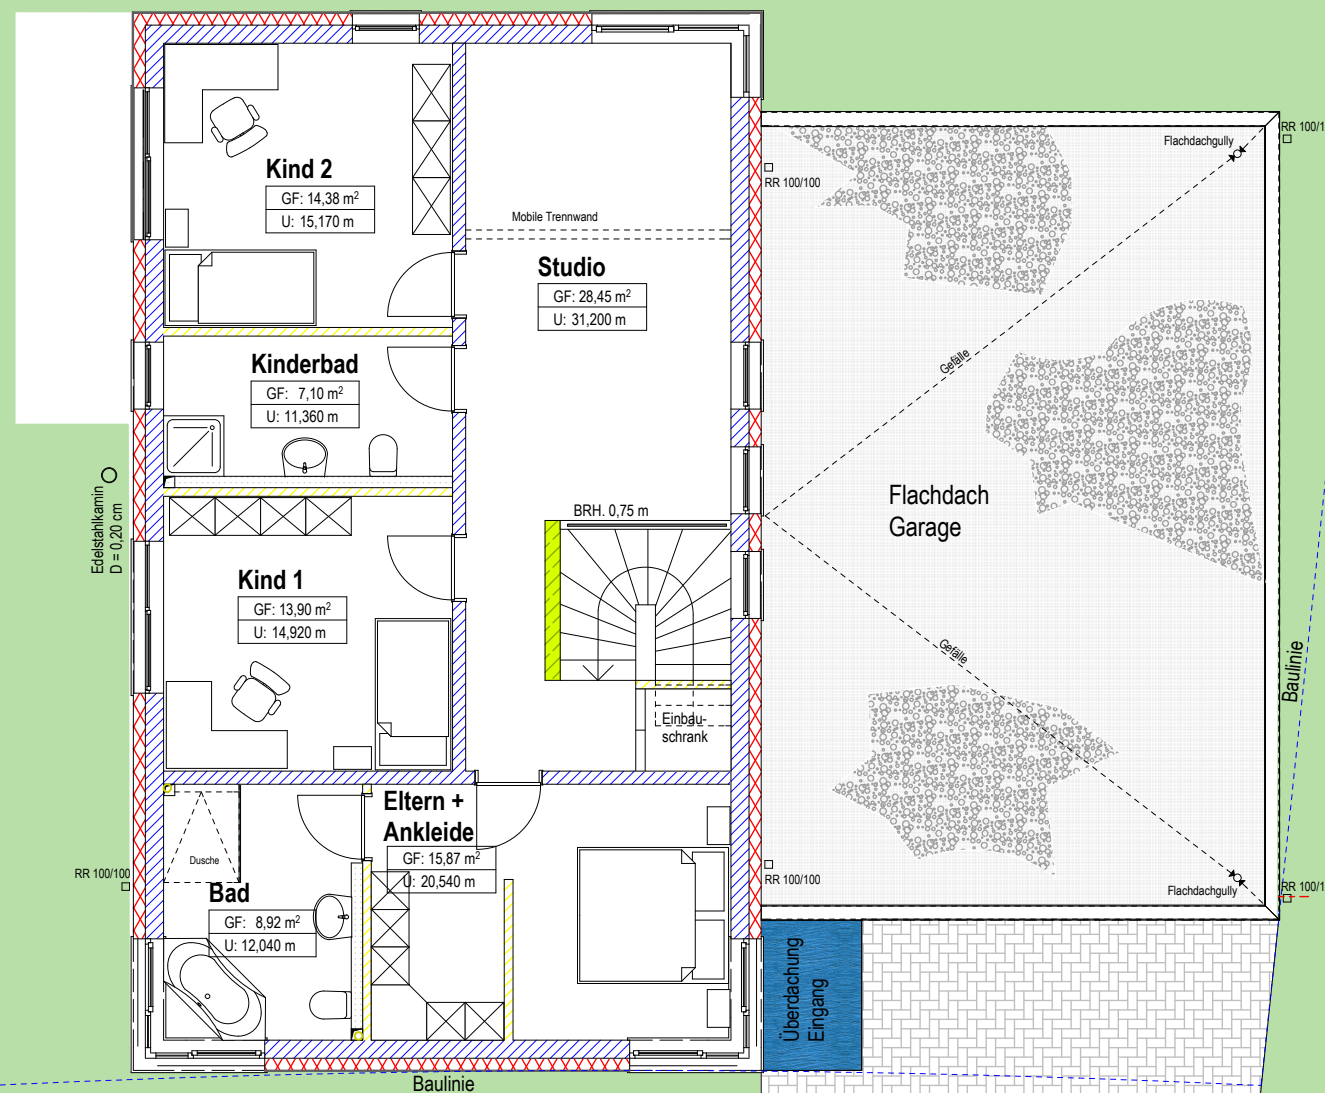 Kind 2
GF: 14,38 m²
U: 15,170 m
Mobile Trennwand
Studio
GF: 28,45 m²
U: 31,200 m
Kinderbad
GF: 7,10 m²
U: 11,360 m
Edelstahlkamin
D = 0,20 cm
BRH. 0,75 m
Kind 1
GF: 13,90 m²
U: 14,920 m
Einbau-
schrank
Eltern +
Ankleide
GF: 15,87 m²
U: 20,540 m
Dusche
Bad
GF: 8,92 m²
U: 12,040 m
RR 100/100
RR 100/100
Flachdachgully
RR 100/1
Gefälle
Flachdach
Garage
Gefälle
Baulinie
RR 100/100
Flachdachgully
RR 100/1
Überdachung
Eingang
Baulinie